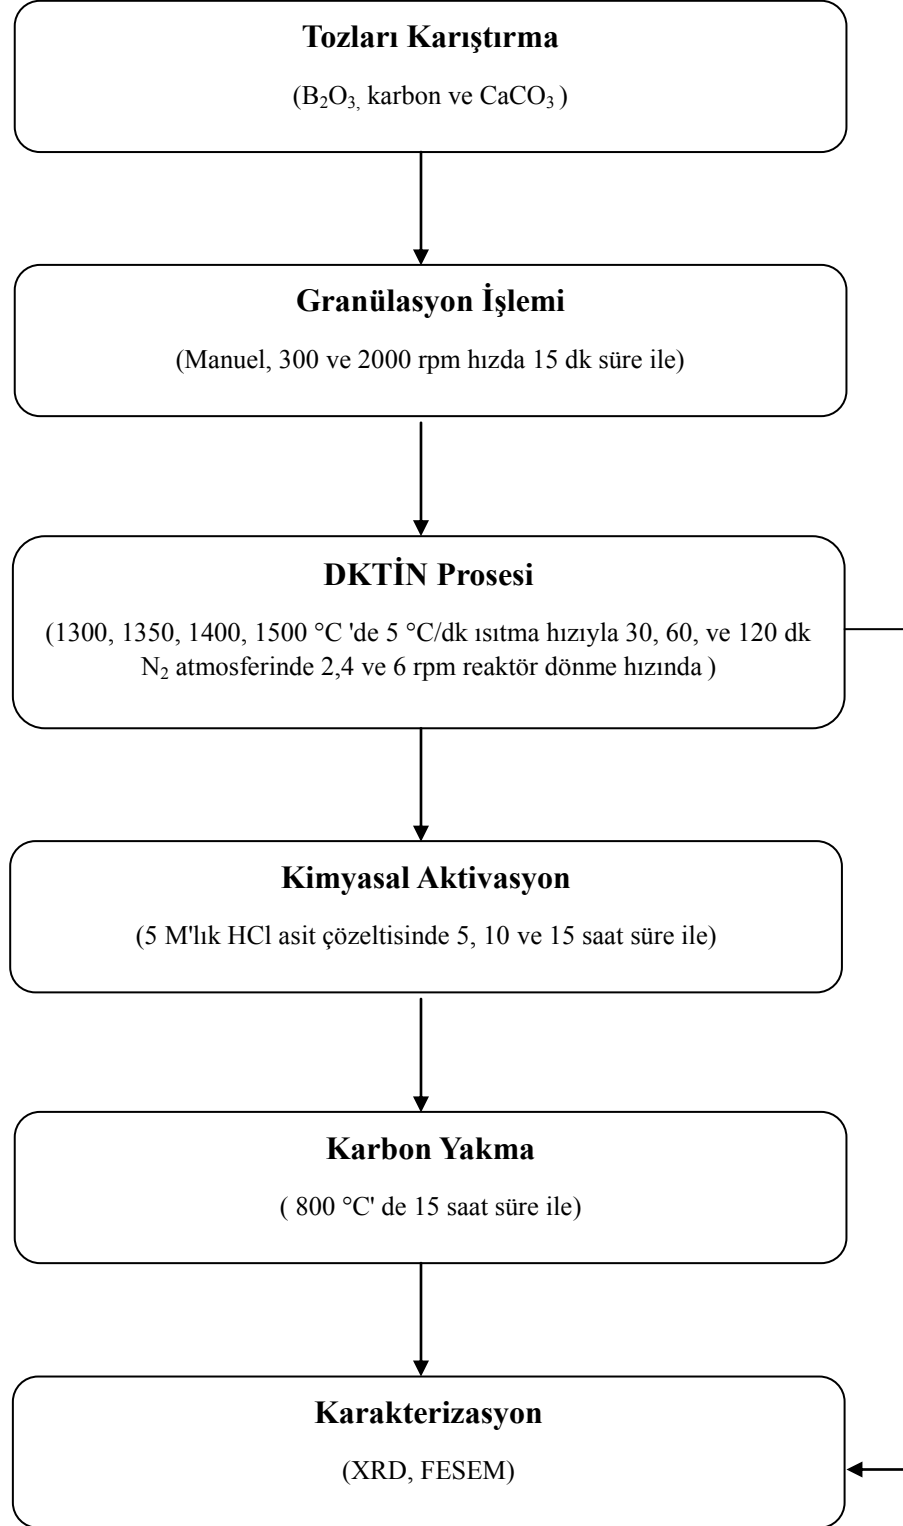 Tozları Karıştırma
(B₂O₃, karbon ve CaCO₃ )
Granülasyon İşlemi
(Manuel, 300 ve 2000 rpm hızda 15 dk süre ile)
DKTİN Prosesi
(1300, 1350, 1400, 1500 °C 'de 5 °C/dk ısıtma hızıyla 30, 60, ve 120 dk
N₂ atmosferinde 2,4 ve 6 rpm reaktör dönme hızında )
Kimyasal Aktivasyon
(5 M'lık HCl asit çözeltisinde 5, 10 ve 15 saat süre ile)
Karbon Yakma
( 800 °C' de 15 saat süre ile)
Karakterizasyon
(XRD, FESEM)